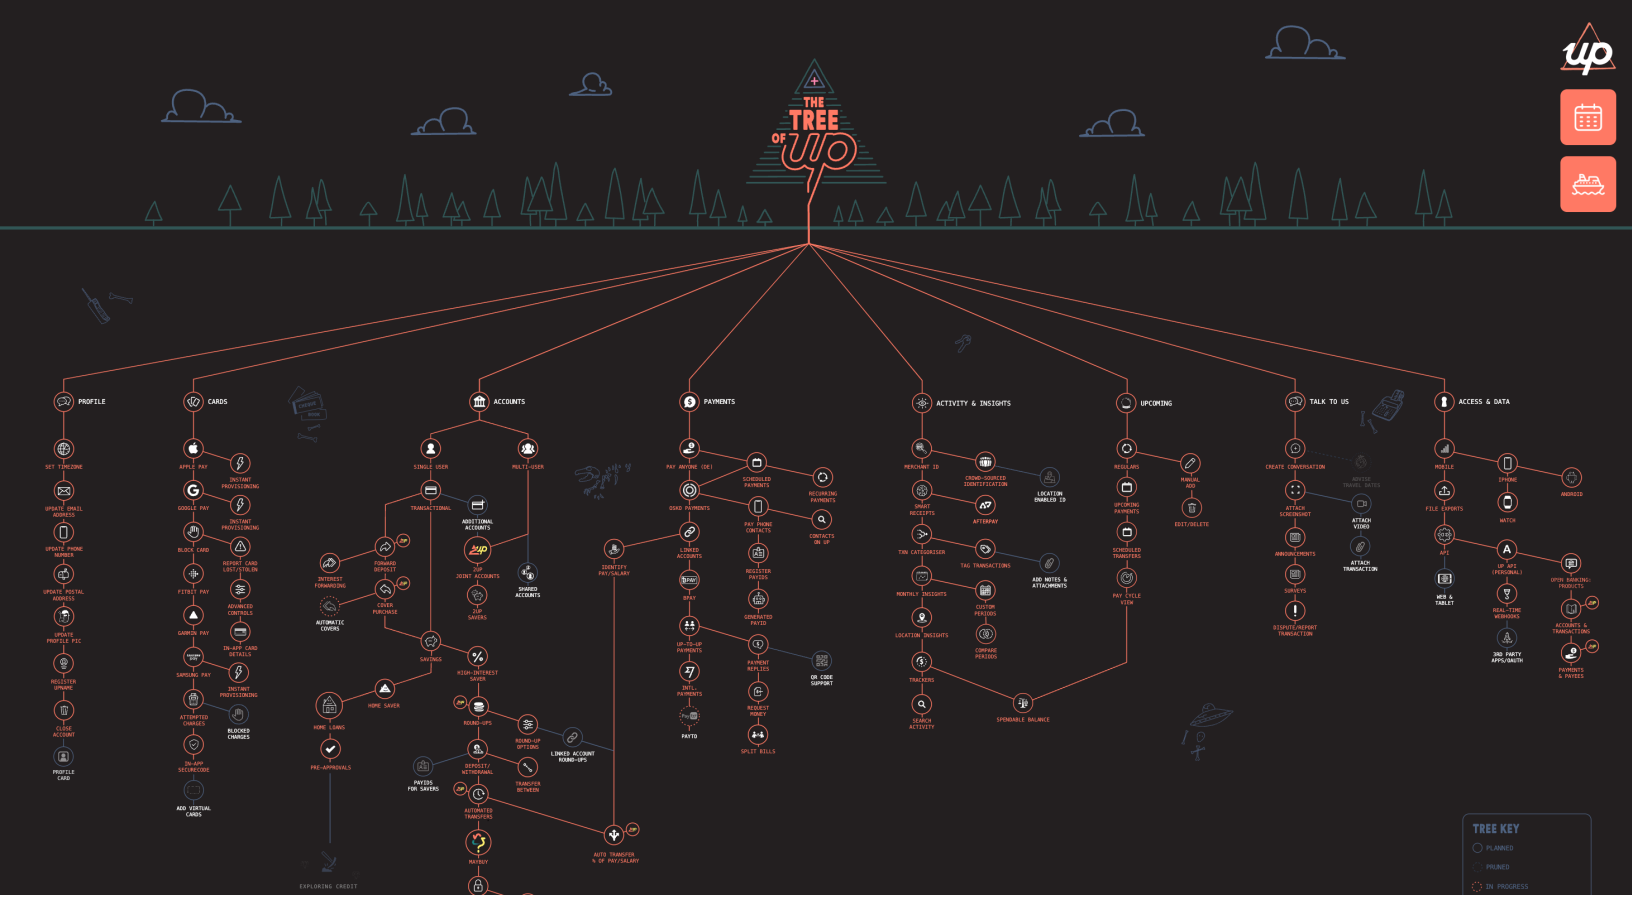 THE
TREE
OF up
up
PROFILE
SET TIMEZONE
UPDATE EMAIL
ADDRESS
UPDATE PHONE
NUMBER
UPDATE POSTAL
ADDRESS
UPDATE
PROFILE PIC
REGISTER
UPNAME
CLOSE
ACCOUNT
PROFILE
CARD
CARDS
APPLE PAY
INSTANT
PROVISIONING
GOOGLE PAY
INSTANT
PROVISIONING
BLOCK CARD
REPORT CARD
LOST/STOLEN
FITBIT PAY
ADVANCED
CONTROLS
GARMIN PAY
IN-APP CARD
DETAILS
SAMSUNG PAY
INSTANT
PROVISIONING
ATTEMPTED
CHARGES
BLOCKED
CHARGES
IN-APP
SECURECODE
ADD VIRTUAL
CARDS
ACCOUNTS
SINGLE USER
MULTI-USER
TRANSACTIONAL
ADDITIONAL
ACCOUNTS
2UP
2UP
JOINT ACCOUNTS
FORWARD
DEPOSIT
INTEREST
FORWARDING
SHARED
ACCOUNTS
COVER
PURCHASE
AUTOMATIC
COVERS
2UP
SAVERS
SAVINGS
HIGH-INTEREST
SAVER
HOME SAVER
HOME LOANS
PRE-APPROVALS
EXPLORING CREDIT
ROUND-UPS
ROUND-UP
OPTIONS
LINKED ACCOUNT
ROUND-UPS
DEPOSIT/
WITHDRAWAL
PAYIDS
FOR SAVERS
TRANSFER
BETWEEN
AUTOMATED
TRANSFERS
MAYBUY
PAYMENTS
PAY ANYONE (DE)
SCHEDULED
PAYMENTS
RECURRING
PAYMENTS
OSKO PAYMENTS
PAY PHONE
CONTACTS
CONTACTS
ON UP
LINKED
ACCOUNTS
IDENTIFY
PAY/SALARY
REGISTER
PAYIDS
BPAY
BPAY
GENERATED
PAYID
UP-TO-UP
PAYMENTS
PAYMENT
REPLIES
QR CODE
SUPPORT
INTL.
PAYMENTS
REQUEST
MONEY
PayTo
PAYTO
SPLIT BILLS
AUTO TRANSFER
% OF PAY/SALARY
ACTIVITY & INSIGHTS
MERCHANT ID
CROWD-SOURCED
IDENTIFICATION
LOCATION
ENABLED ID
SMART
RECEIPTS
AFTERPAY
TXN CATEGORISER
TAG TRANSACTIONS
ADD NOTES &
ATTACHMENTS
MONTHLY INSIGHTS
CUSTOM
PERIODS
LOCATION INSIGHTS
COMPARE
PERIODS
TRACKERS
SEARCH
ACTIVITY
SPENDABLE BALANCE
UPCOMING
REGULARS
MANUAL
ADD
UPCOMING
PAYMENTS
EDIT/DELETE
SCHEDULED
TRANSFERS
PAY CYCLE
VIEW
TALK TO US
CREATE CONVERSATION
ADVISE
TRAVEL DATES
ATTACH
SCREENSHOT
ATTACH
VIDEO
ANNOUNCEMENTS
ATTACH
TRANSACTION
SURVEYS
DISPUTE/REPORT
TRANSACTION
ACCESS & DATA
MOBILE
IPHONE
ANDROID
FILE EXPORTS
WATCH
API
UP API
(PERSONAL)
OPEN BANKING:
PRODUCTS
WEB &
TABLET
REAL-TIME
WEBHOOKS
ACCOUNTS &
TRANSACTIONS
3RD PARTY
APPS/OAUTH
PAYMENTS
& PAYEES
TREE KEY
PLANNED
PRUNED
IN PROGRESS